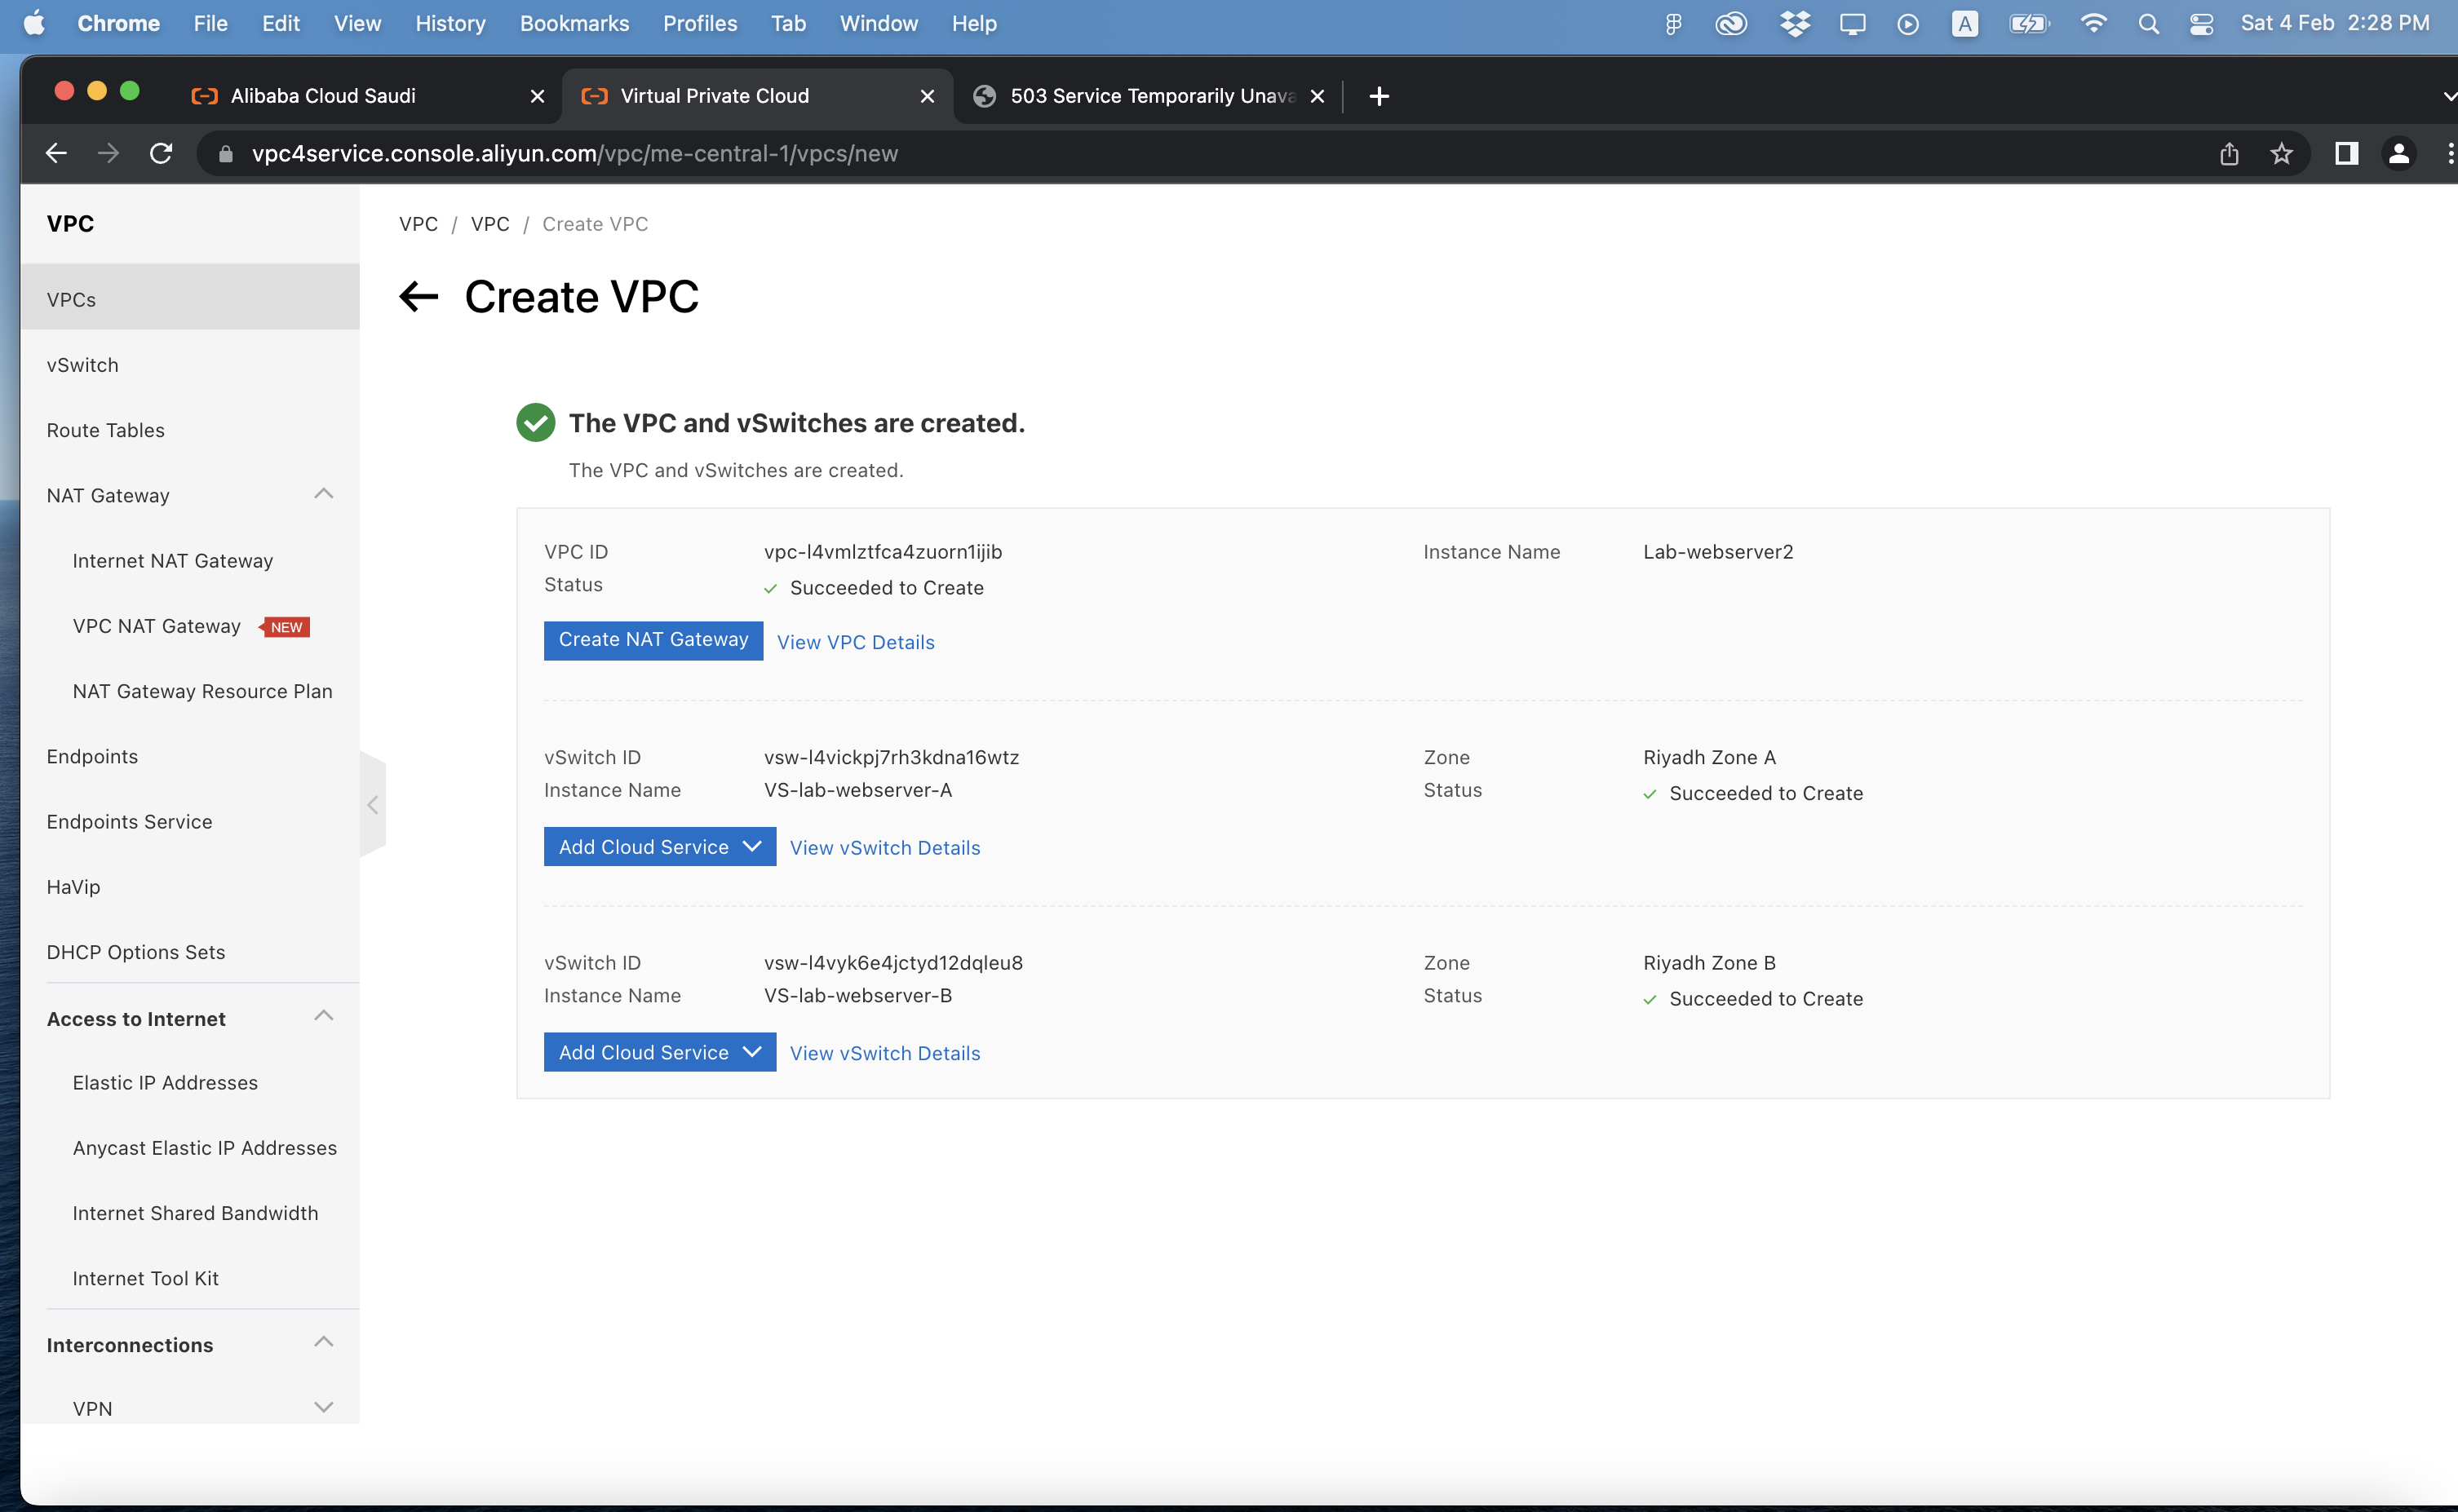 Chrome File Edit View History Bookmarks Profiles Tab Window Help
A
Sat 4 Feb 2:28 PM
Alibaba Cloud Saudi
Virtual Private Cloud
503 Service Temporarily Unava
vpc4service.console.aliyun.com/vpc/me-central-1/vpcs/new
VPC
VPCs
vSwitch
Route Tables
NAT Gateway
Internet NAT Gateway
VPC NAT Gateway NEW
NAT Gateway Resource Plan
Endpoints
Endpoints Service
HaVip
DHCP Options Sets
Access to Internet
Elastic IP Addresses
Anycast Elastic IP Addresses
Internet Shared Bandwidth
Internet Tool Kit
Interconnections
VPN
VPC / VPC / Create VPC
Create VPC
The VPC and vSwitches are created.
The VPC and vSwitches are created.
VPC ID vpc-l4vmlztfca4zuorn1ijib Instance Name Lab-webserver2
Status Succeeded to Create
Create NAT Gateway View VPC Details
vSwitch ID vsw-l4vickpj7rh3kdna16wtz Zone Riyadh Zone A
Instance Name VS-lab-webserver-A Status Succeeded to Create
Add Cloud Service View vSwitch Details
vSwitch ID vsw-l4vyk6e4jctyd12dqleu8 Zone Riyadh Zone B
Instance Name VS-lab-webserver-B Status Succeeded to Create
Add Cloud Service View vSwitch Details